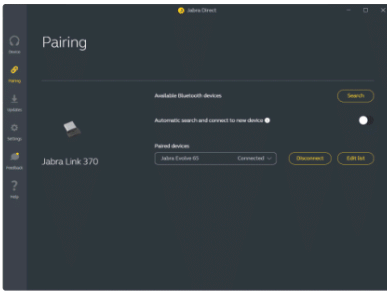 Jabra Direct
Devices
Pairing
Pairing
Available Bluetooth devices
Search
Updates
Automatic search and connect to new device
Settings
Paired devices
Jabra Evolve 65 Connected
Disconnect
Edit list
Feedback
Jabra Link 370
Help